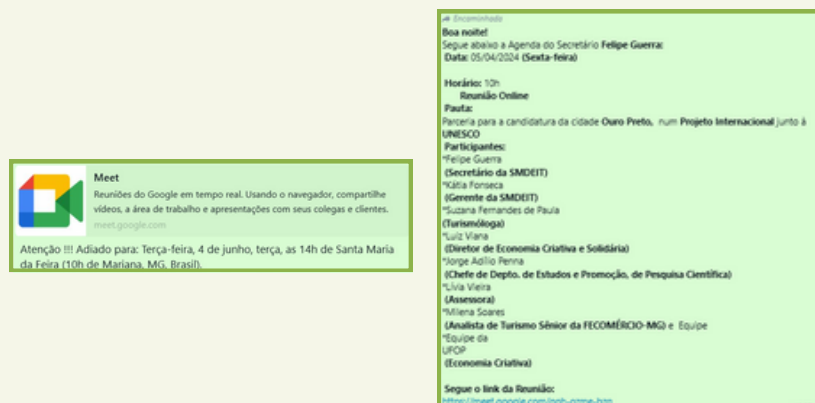 Meet
Reuniões do Google em tempo real. Usando o navegador, compartilhe
vídeos, a área de trabalho e apresentações com seus colegas e clientes.
meet.google.com
Atenção !!! Adiado para: Terça-feira, 4 de junho, terça, as 14h de Santa Maria
da Feira (10h de Mariana, MG, Brasil).
Encaminhada
Boa noite!
Segue abaixo a Agenda do Secretário Felipe Guerra:
Data: 05/04/2024 (Sexta-feira)
Horário: 10h
Reunião Online
Pauta:
Parceria para a candidatura da cidade Ouro Preto, num Projeto Internacional junto à
UNESCO
Participantes:
*Felipe Guerra
(Secretário da SMDEIT)
*Kátia Fonseca
(Gerente da SMDEIT)
*Suzana Fernandes de Paula
(Turismóloga)
*Luiz Viana
(Diretor de Economia Criativa e Solidária)
*Jorge Adílio Penna
(Chefe de Depto. de Estudos e Promoção, de Pesquisa Científica)
*Lívia Vieira
(Assessora)
*Milena Soares
(Analista de Turismo Sênior da FECOMÉRCIO-MG) e Equipe
*Equipe da
UFOP
(Economia Criativa)
Segue o link da Reunião: